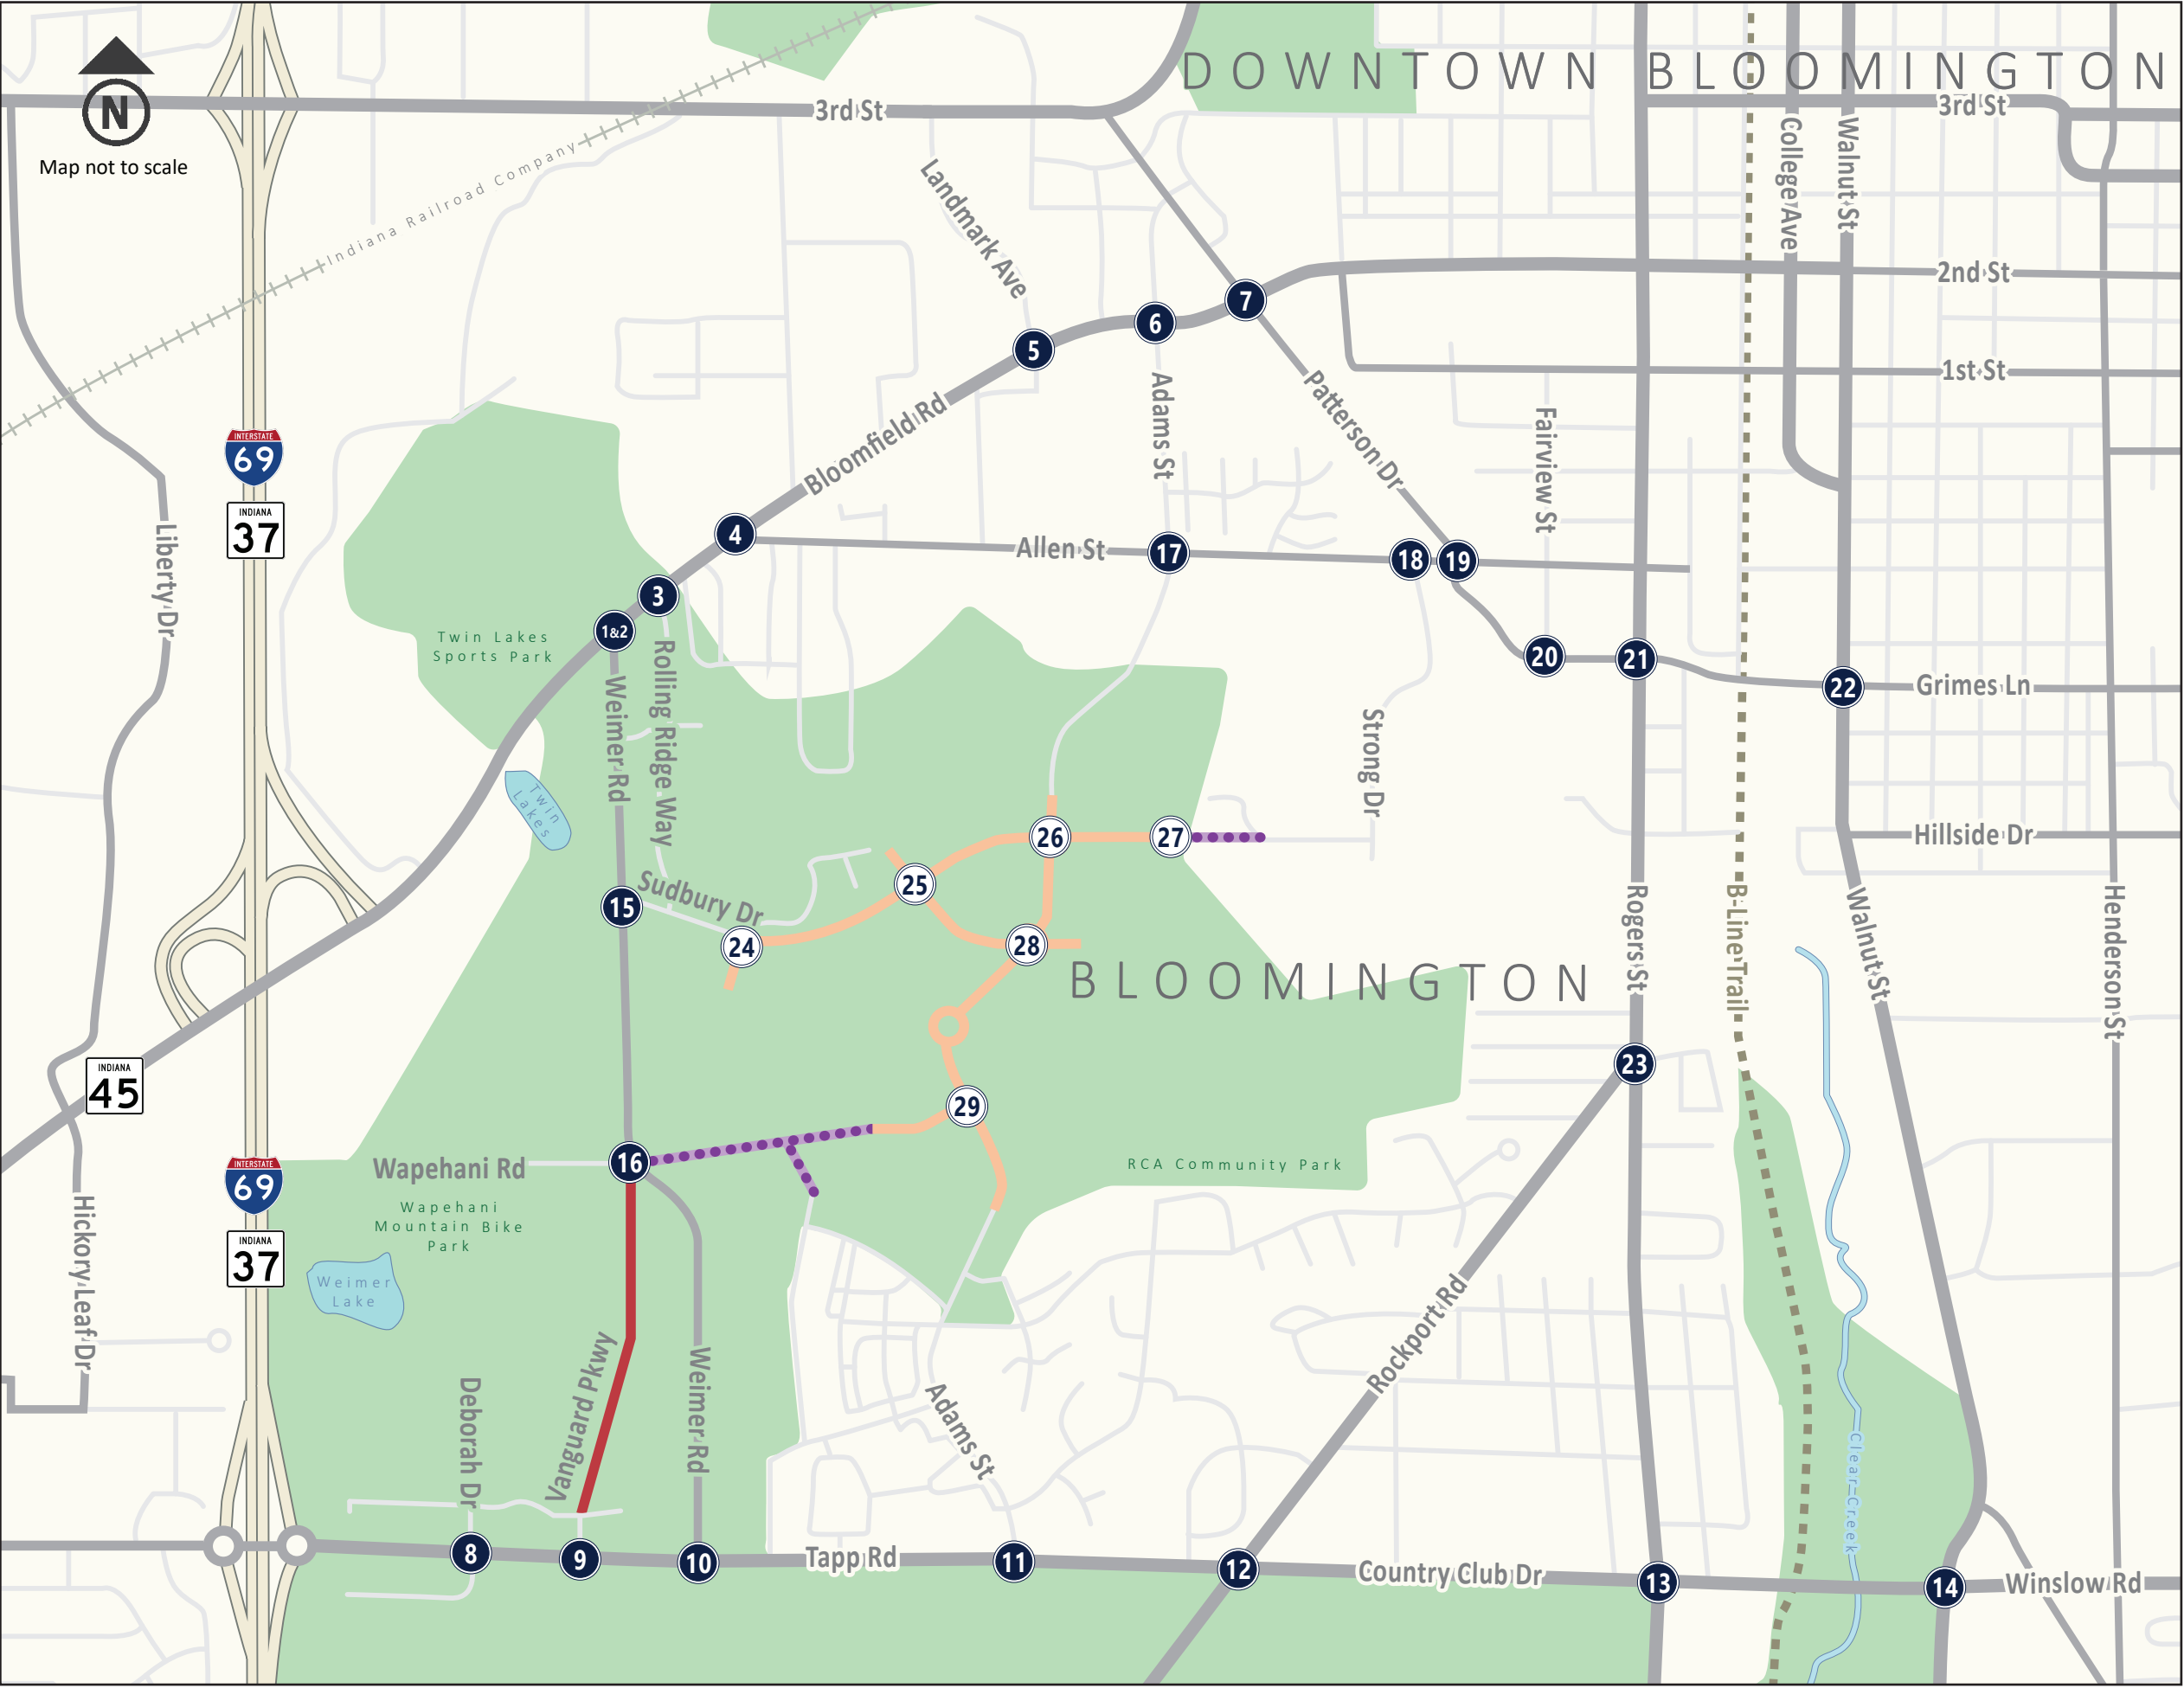 DOWNTOWN BLOOMINGTON
N
Map not to scale
3rd St
3rd St
College Ave
Walnut St
Indiana Railroad Company
Landmark Ave
2nd St
7
6
5
1st St
Adams St
Patterson Dr
Fairview St
Bloomfield Rd
INTERSTATE
69
INDIANA
37
Liberty Dr
4
Allen St
17
18
19
3
1&2
Twin Lakes
Sports Park
Weimer Rd
Rolling Ridge Way
20
21
22
Grimes Ln
Strong Dr
Twin
Lakes
26
27
Hillside Dr
25
Sudbury Dr
15
24
28
BLOOMINGTON
Rogers St
B-Line Trail
Walnut St
Henderson St
INDIANA
45
23
29
16
Wapehani Rd
RCA Community Park
INTERSTATE
69
INDIANA
37
Wapehani
Mountain Bike
Park
Weimer
Lake
Hickory Leaf Dr
Deborah Dr
Vanguard Pkwy
Weimer Rd
Adams St
Rockport Rd
Clear Creek
8
9
10
Tapp Rd
11
12
Country Club Dr
13
14
Winslow Rd